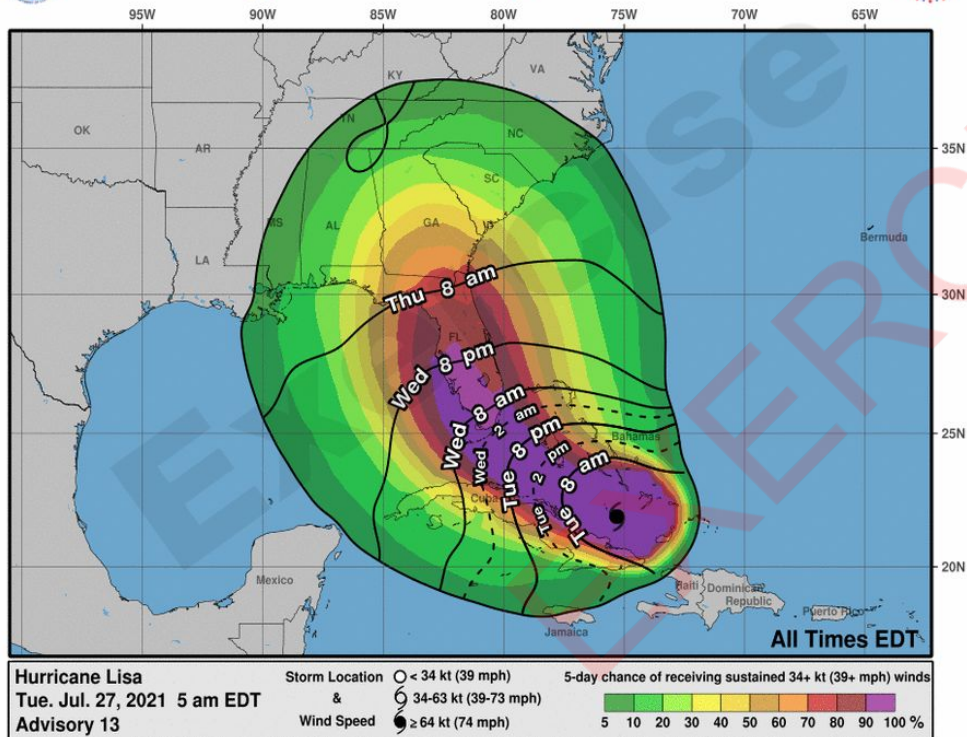 95W 90W 85W 80W 75W 70W 65W
KY
VA
TN
OK
NC
AR
35N
SC
MS
AL
GA
Bermuda
LA
Thu 8 am
30N
FL
Wed 8 pm
Wed 8 am
Wed 2 am
Tue 8 pm
Tue 2 pm
Tue 8 am
Bahamas
25N
Cuba
20N
Mexico
Haiti
Dominican
Republic
Puerto Rico
Jamaica
All Times EDT
Exercise
EXERC
Hurricane Lisa
Tue. Jul. 27, 2021 5 am EDT
Advisory 13
Storm Location
&
Wind Speed
< 34 kt (39 mph)
34-63 kt (39-73 mph)
≥ 64 kt (74 mph)
5-day chance of receiving sustained 34+ kt (39+ mph) winds
5 10 20 30 40 50 60 70 80 90 100 %